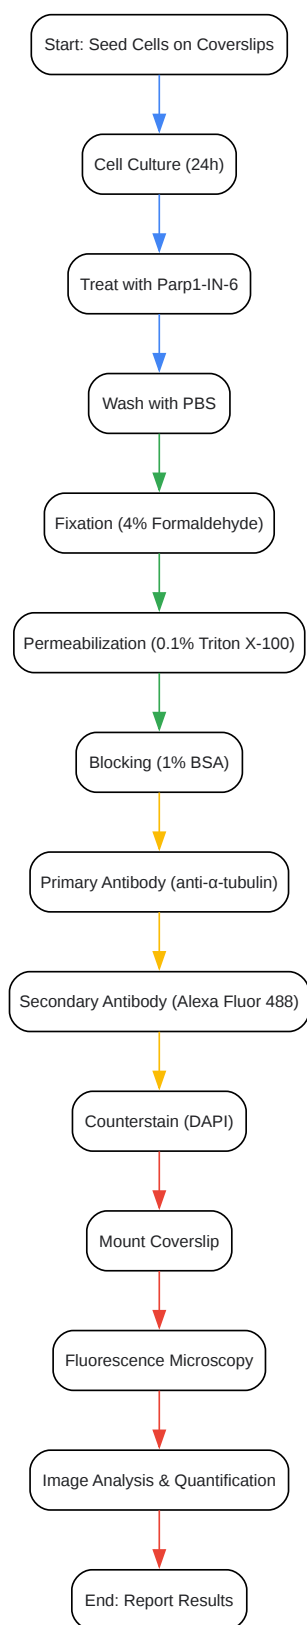 Start: Seed Cells on Coverslips
Cell Culture (24h)
Treat with Parp1-IN-6
Wash with PBS
Fixation (4% Formaldehyde)
Permeabilization (0.1% Triton X-100)
Blocking (1% BSA)
Primary Antibody (anti-α-tubulin)
Secondary Antibody (Alexa Fluor 488)
Counterstain (DAPI)
Mount Coverslip
Fluorescence Microscopy
Image Analysis & Quantification
End: Report Results